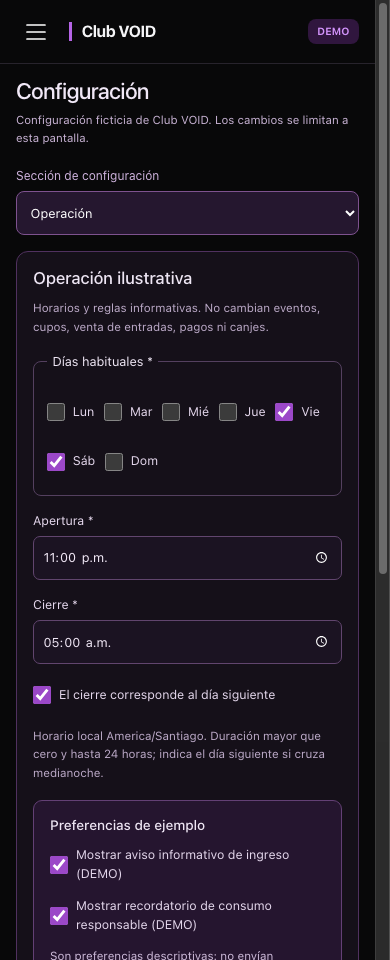 Club VOID
DEMO
Configuración
Configuración ficticia de Club VOID. Los cambios se limitan a
esta pantalla.
Sección de configuración
Operación
Operación ilustrativa
Horarios y reglas informativas. No cambian eventos,
cupos, venta de entradas, pagos ni canjes.
Días habituales *
Lun Mar Mié Jue Vie
Sáb Dom
Apertura *
11:00 p.m.
Cierre *
05:00 a.m.
El cierre corresponde al día siguiente
Horario local America/Santiago. Duración mayor que
cero y hasta 24 horas; indica el día siguiente si cruza
medianoche.
Preferencias de ejemplo
Mostrar aviso informativo de ingreso
(DEMO)
Mostrar recordatorio de consumo
responsable (DEMO)
Son preferencias descriptivas: no envían